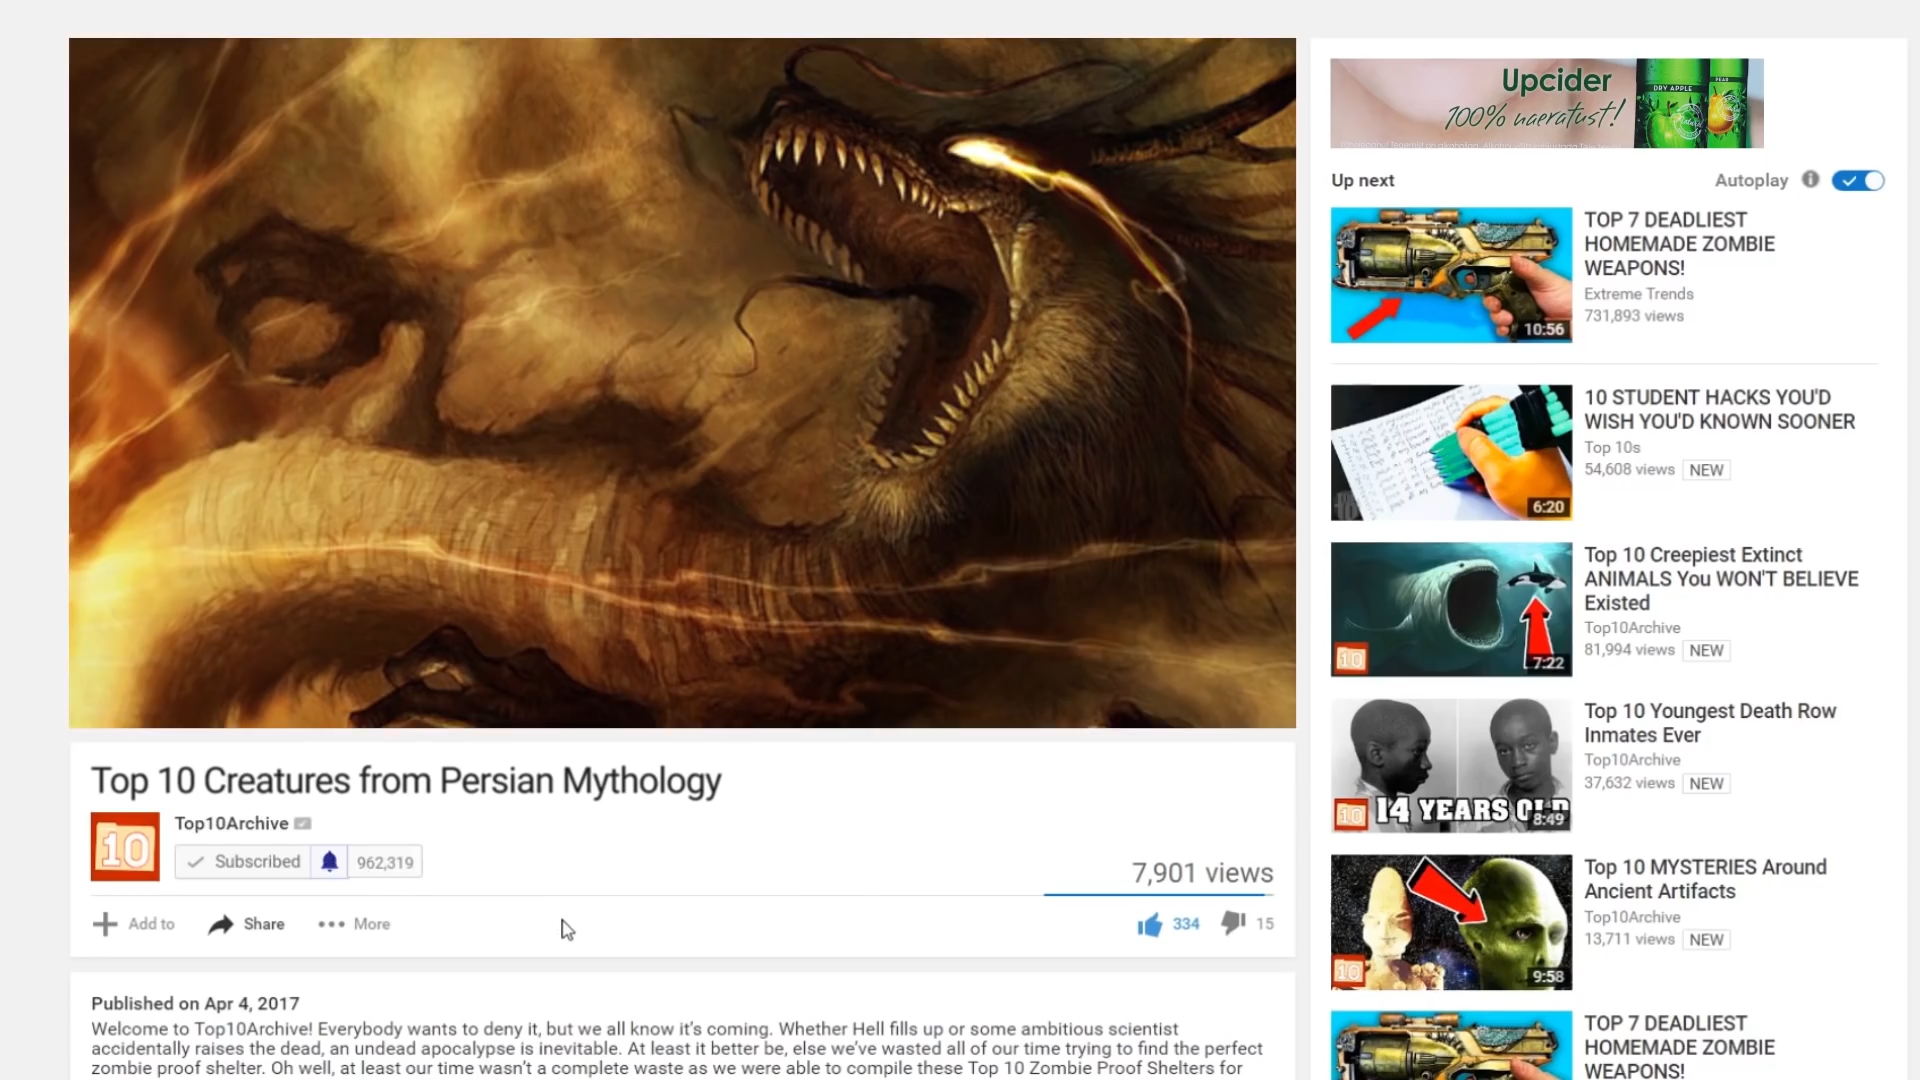 Upcider
100% naeratust!
DRY APPLE
PEAR
Up next
Autoplay
TOP 7 DEADLIEST
HOMEMADE ZOMBIE
WEAPONS!
Extreme Trends
731,893 views
10:56
10 STUDENT HACKS YOU'D
WISH YOU'D KNOWN SOONER
Top 10s
54,608 views NEW
6:20
Top 10 Creepiest Extinct
ANIMALS You WON'T BELIEVE
Existed
Top10Archive
81,994 views NEW
10
7:22
Top 10 Youngest Death Row
Inmates Ever
Top10Archive
37,632 views NEW
10
14 YEARS OLD
8:49
Top 10 MYSTERIES Around
Ancient Artifacts
Top10Archive
13,711 views NEW
10
9:58
TOP 7 DEADLIEST
HOMEMADE ZOMBIE
WEAPONS!
Top 10 Creatures from Persian Mythology
10
Top10Archive
Subscribed 962,319
7,901 views
Add to Share More
334 15
Published on Apr 4, 2017
Welcome to Top10Archive! Everybody wants to deny it, but we all know it's coming. Whether Hell fills up or some ambitious scientist
accidentally raises the dead, an undead apocalypse is inevitable. At least it better be, else we've wasted all of our time trying to find the perfect
zombie proof shelter. Oh well, at least our time wasn't a complete waste as we were able to compile these Top 10 Zombie Proof Shelters for